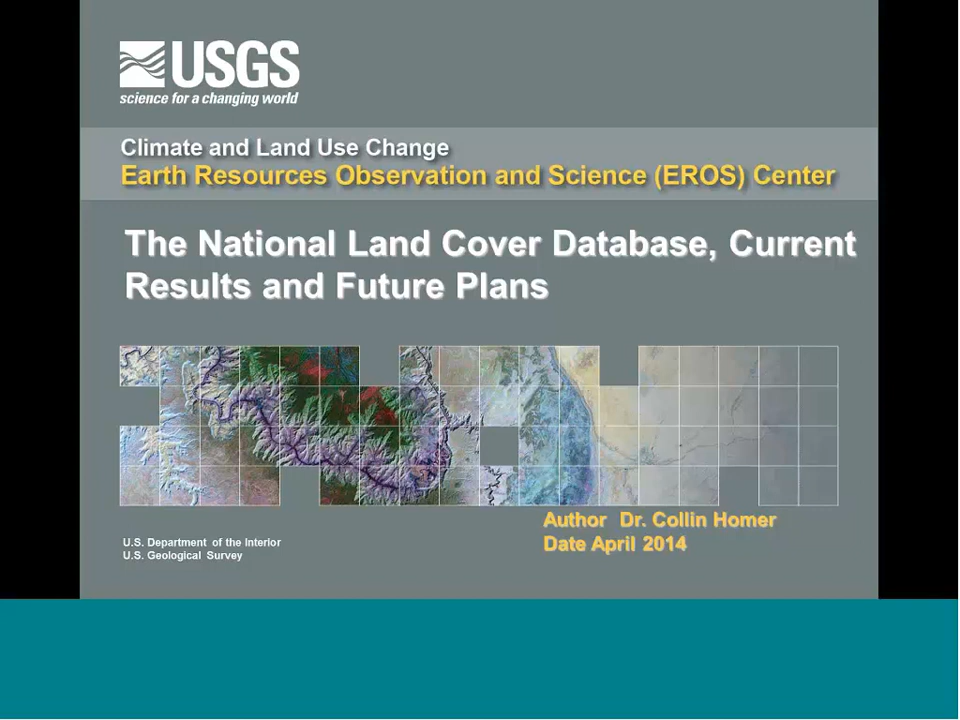 USGS
science for a changing world
Climate and Land Use Change
Earth Resources Observation and Science (EROS) Center
The National Land Cover Database, Current
Results and Future Plans
Author Dr. Collin Homer
Date April 2014
U.S. Department of the Interior
U.S. Geological Survey